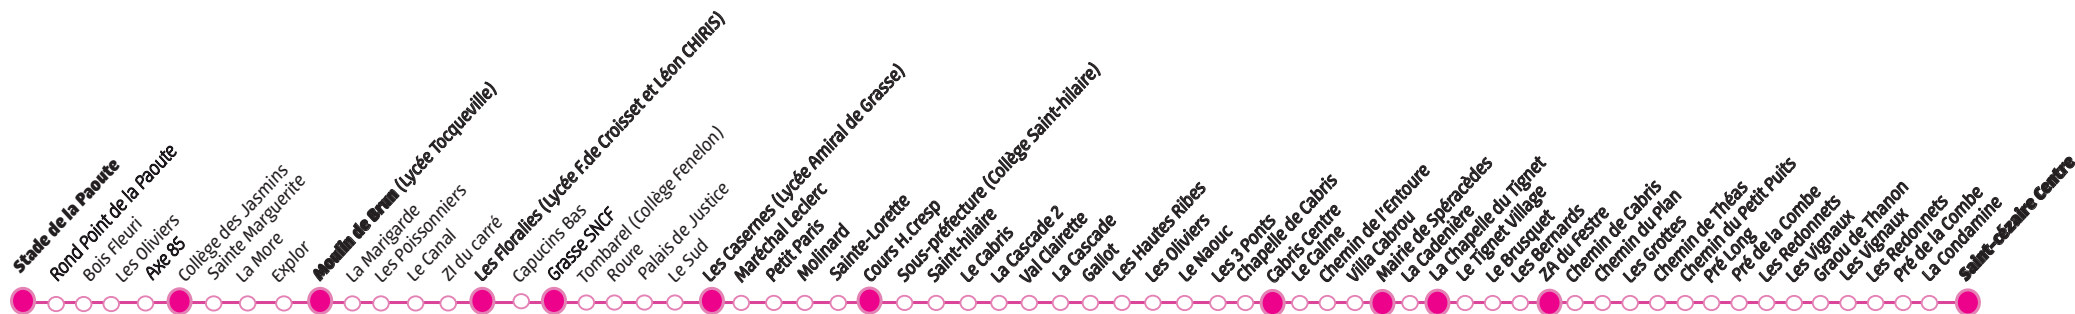 Stade de la Paoute
Rond Point de la Paoute
Bois Fleuri
Les Oliviers
Axe 85
Collège des Jasmins
Sainte Marguerite
La More
Explor
Moulin de Brun (Lycée Tocqueville)
La Marigarde
Les Poissonniers
Le Canal
ZI du carré
Les Floralies (Lycée F.de Croisset et Léon CHIRIS)
Capucins Bas
Grasse SNCF
Tombarel (Collège Fenelon)
Roure
Palais de Justice
Le Sud
Les Casernes (Lycée Amiral de Grasse)
Maréchal Leclerc
Petit Paris
Molinard
Sainte-Lorette
Cours H.Cresp
Sous-préfecture (Collège Saint-hilaire)
Saint-hilaire
Le Cabris
La Cascade 2
Val Clairette
La Cascade
Gallot
Les Hautes Ribes
Les Oliviers
Le Naouc
Les 3 Ponts
Chapelle de Cabris
Cabris Centre
Le Calme
Chemin de l'Entoure
Villa Cabrou
Mairie de Spéracèdes
La Cadenière
La Chapelle du Tignet
Le Tignet Village
Le Brusquet
Les Bernards
ZA du Festre
Chemin de Cabris
Chemin du Plan
Les Grottes
Chemin de Théas
Chemin du Petit Puits
Pré Long
Pré de la Combe
Les Redonnets
Les Vignaux
Graou de Thanon
Les Vignaux
Les Redonnets
Pré de la Combe
La Condamine
Saint-cézaire Centre